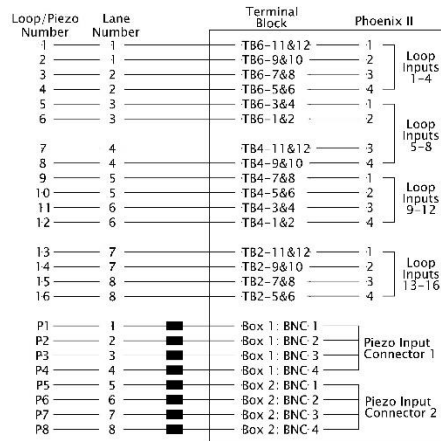 Loop/Piezo Number Lane Number Terminal Block Phoenix II
1 1 TB6-11&12 1
2 1 TB6-9&10 2
3 2 TB6-7&8 3
4 2 TB6-5&6 4
Loop Inputs 1-4
5 3 TB6-3&4 1
6 3 TB6-1&2 2
7 4 TB4-11&12 3
8 4 TB4-9&10 4
Loop Inputs 5-8
9 5 TB4-7&8 1
10 5 TB4-5&6 2
11 6 TB4-3&4 3
12 6 TB4-1&2 4
Loop Inputs 9-12
13 7 TB2-11&12 1
14 7 TB2-9&10 2
15 8 TB2-7&8 3
16 8 TB2-5&6 4
Loop Inputs 13-16
P1 1 Box 1: BNC 1
P2 2 Box 1: BNC 2
P3 3 Box 1: BNC 3
P4 4 Box 1: BNC 4
Piezo Input Connector 1
P5 5 Box 2: BNC 1
P6 6 Box 2: BNC 2
P7 7 Box 2: BNC 3
P8 8 Box 2: BNC 4
Piezo Input Connector 2